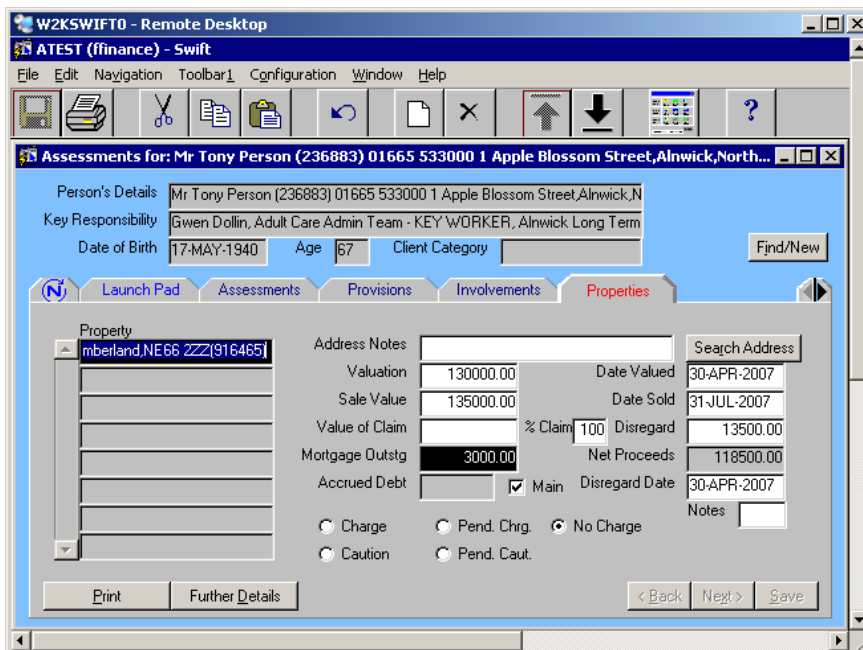 W2KSWIFT0 - Remote Desktop
ATEST (ffinance) - Swift
File Edit Navigation Toolbar1 Configuration Window Help
Assessments for: Mr Tony Person (236883) 01665 533000 1 Apple Blossom Street,Alnwick,North...
Person's Details Mr Tony Person (236883) 01665 533000 1 Apple Blossom Street,Alnwick,N
Key Responsibility Gwen Dollin, Adult Care Admin Team - KEY WORKER, Alnwick Long Term
Date of Birth 17-MAY-1940 Age 67 Client Category Find/New
N Launch Pad Assessments Provisions Involvements Properties
Property
mberland,NE66 2ZZ(916465)
Address Notes Search Address
Valuation 130000.00 Date Valued 30-APR-2007
Sale Value 135000.00 Date Sold 31-JUL-2007
Value of Claim % Claim 100 Disregard 13500.00
Mortgage Outstg 3000.00 Net Proceeds 118500.00
Accrued Debt Main Disregard Date 30-APR-2007
Notes
Charge Pend. Chrg. No Charge
Caution Pend. Caut.
Print Further Details < Back Next > Save